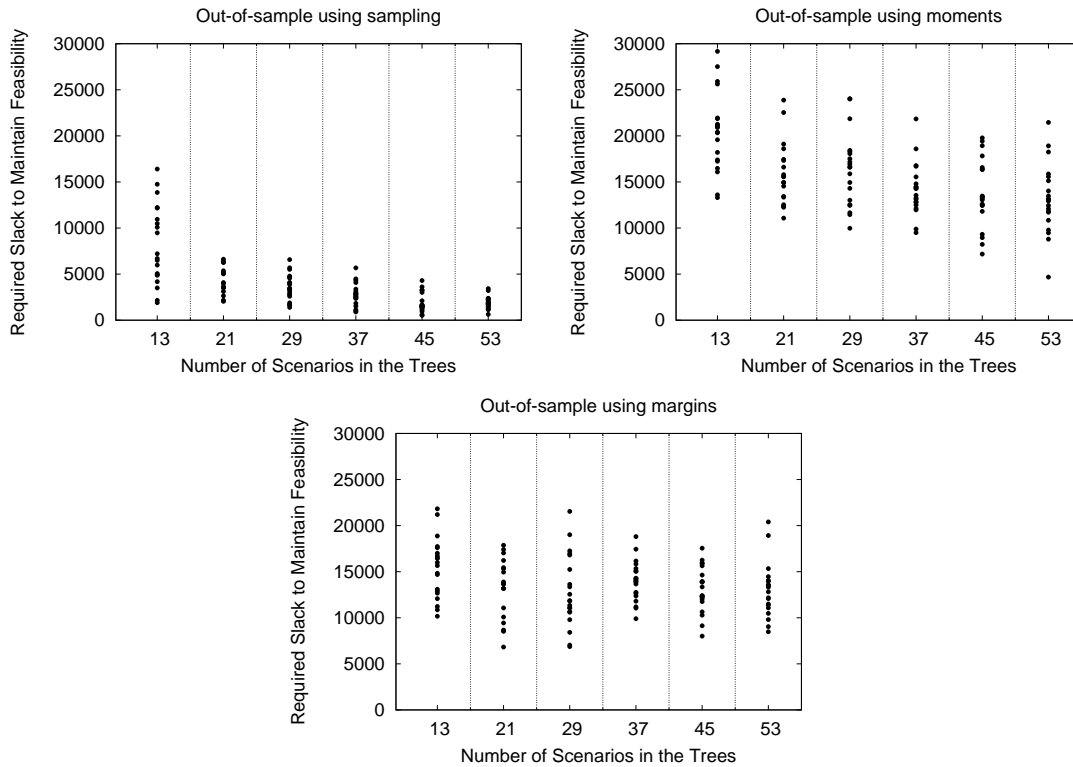 Out-of-sample using sampling
Required Slack to Maintain Feasibility
30000
25000
20000
15000
10000
5000
0
13 21 29 37 45 53
Number of Scenarios in the Trees
Out-of-sample using moments
Required Slack to Maintain Feasibility
30000
25000
20000
15000
10000
5000
0
13 21 29 37 45 53
Number of Scenarios in the Trees
Out-of-sample using margins
Required Slack to Maintain Feasibility
30000
25000
20000
15000
10000
5000
0
13 21 29 37 45 53
Number of Scenarios in the Trees